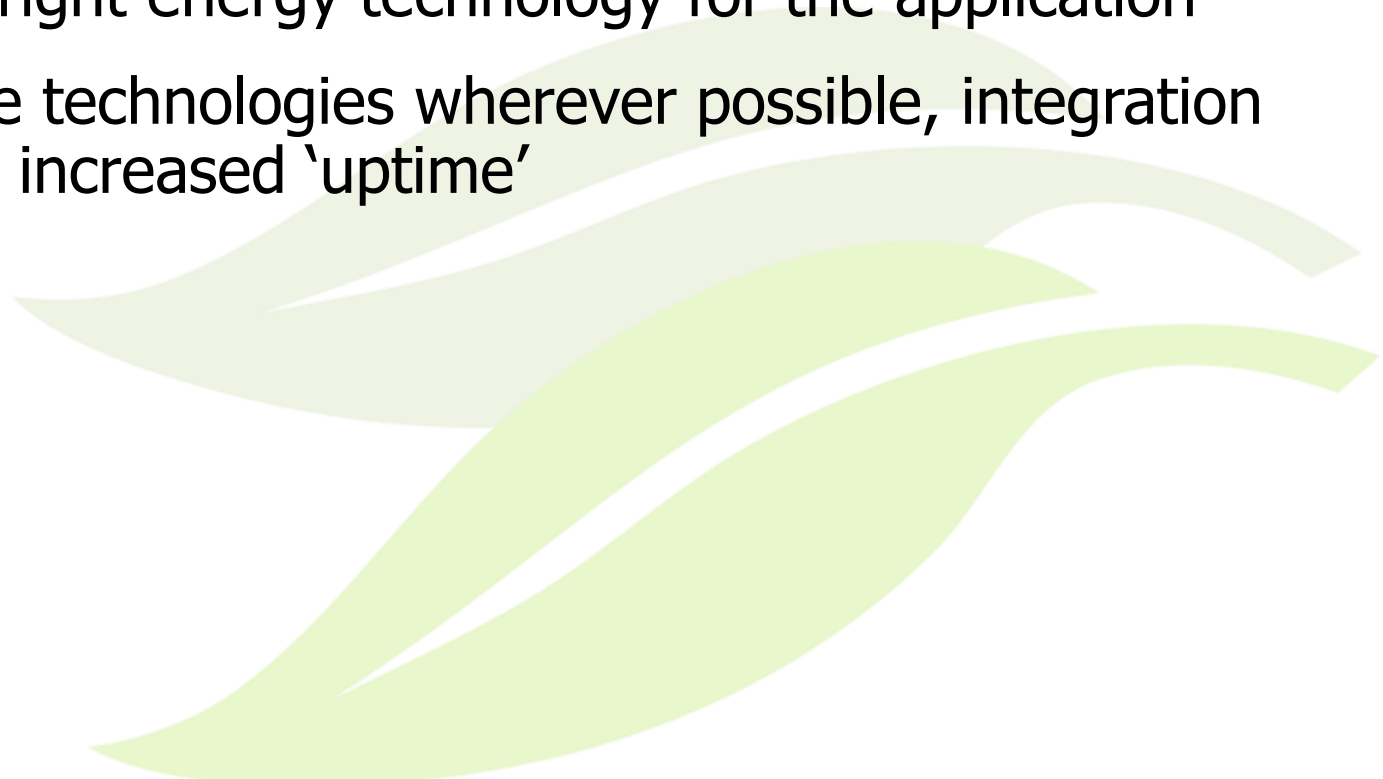 right energy technology for the application
e technologies wherever possible, integration
increased ‘uptime’